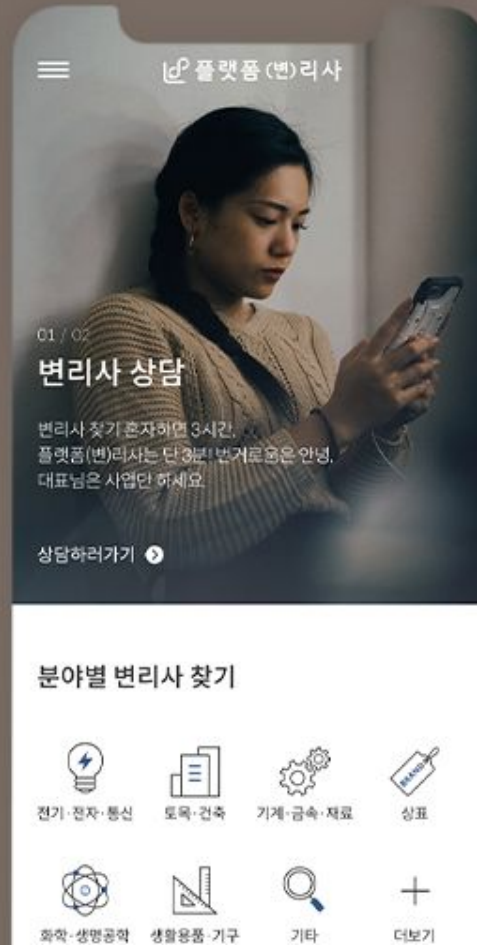 플랫폼(변)리사
01 / 02
변리사 상담
변리사 찾기 혼자하면 3시간,
플랫폼(변)리사는 단 3분! 번거로움은 안녕,
대표님은 사업만 하세요.
상담하러가기
분야별 변리사 찾기
전기·전자·통신 토목·건축 기계·금속·재료 상표
BRAND
화학·생명공학 생활용품·기구 기타 더보기